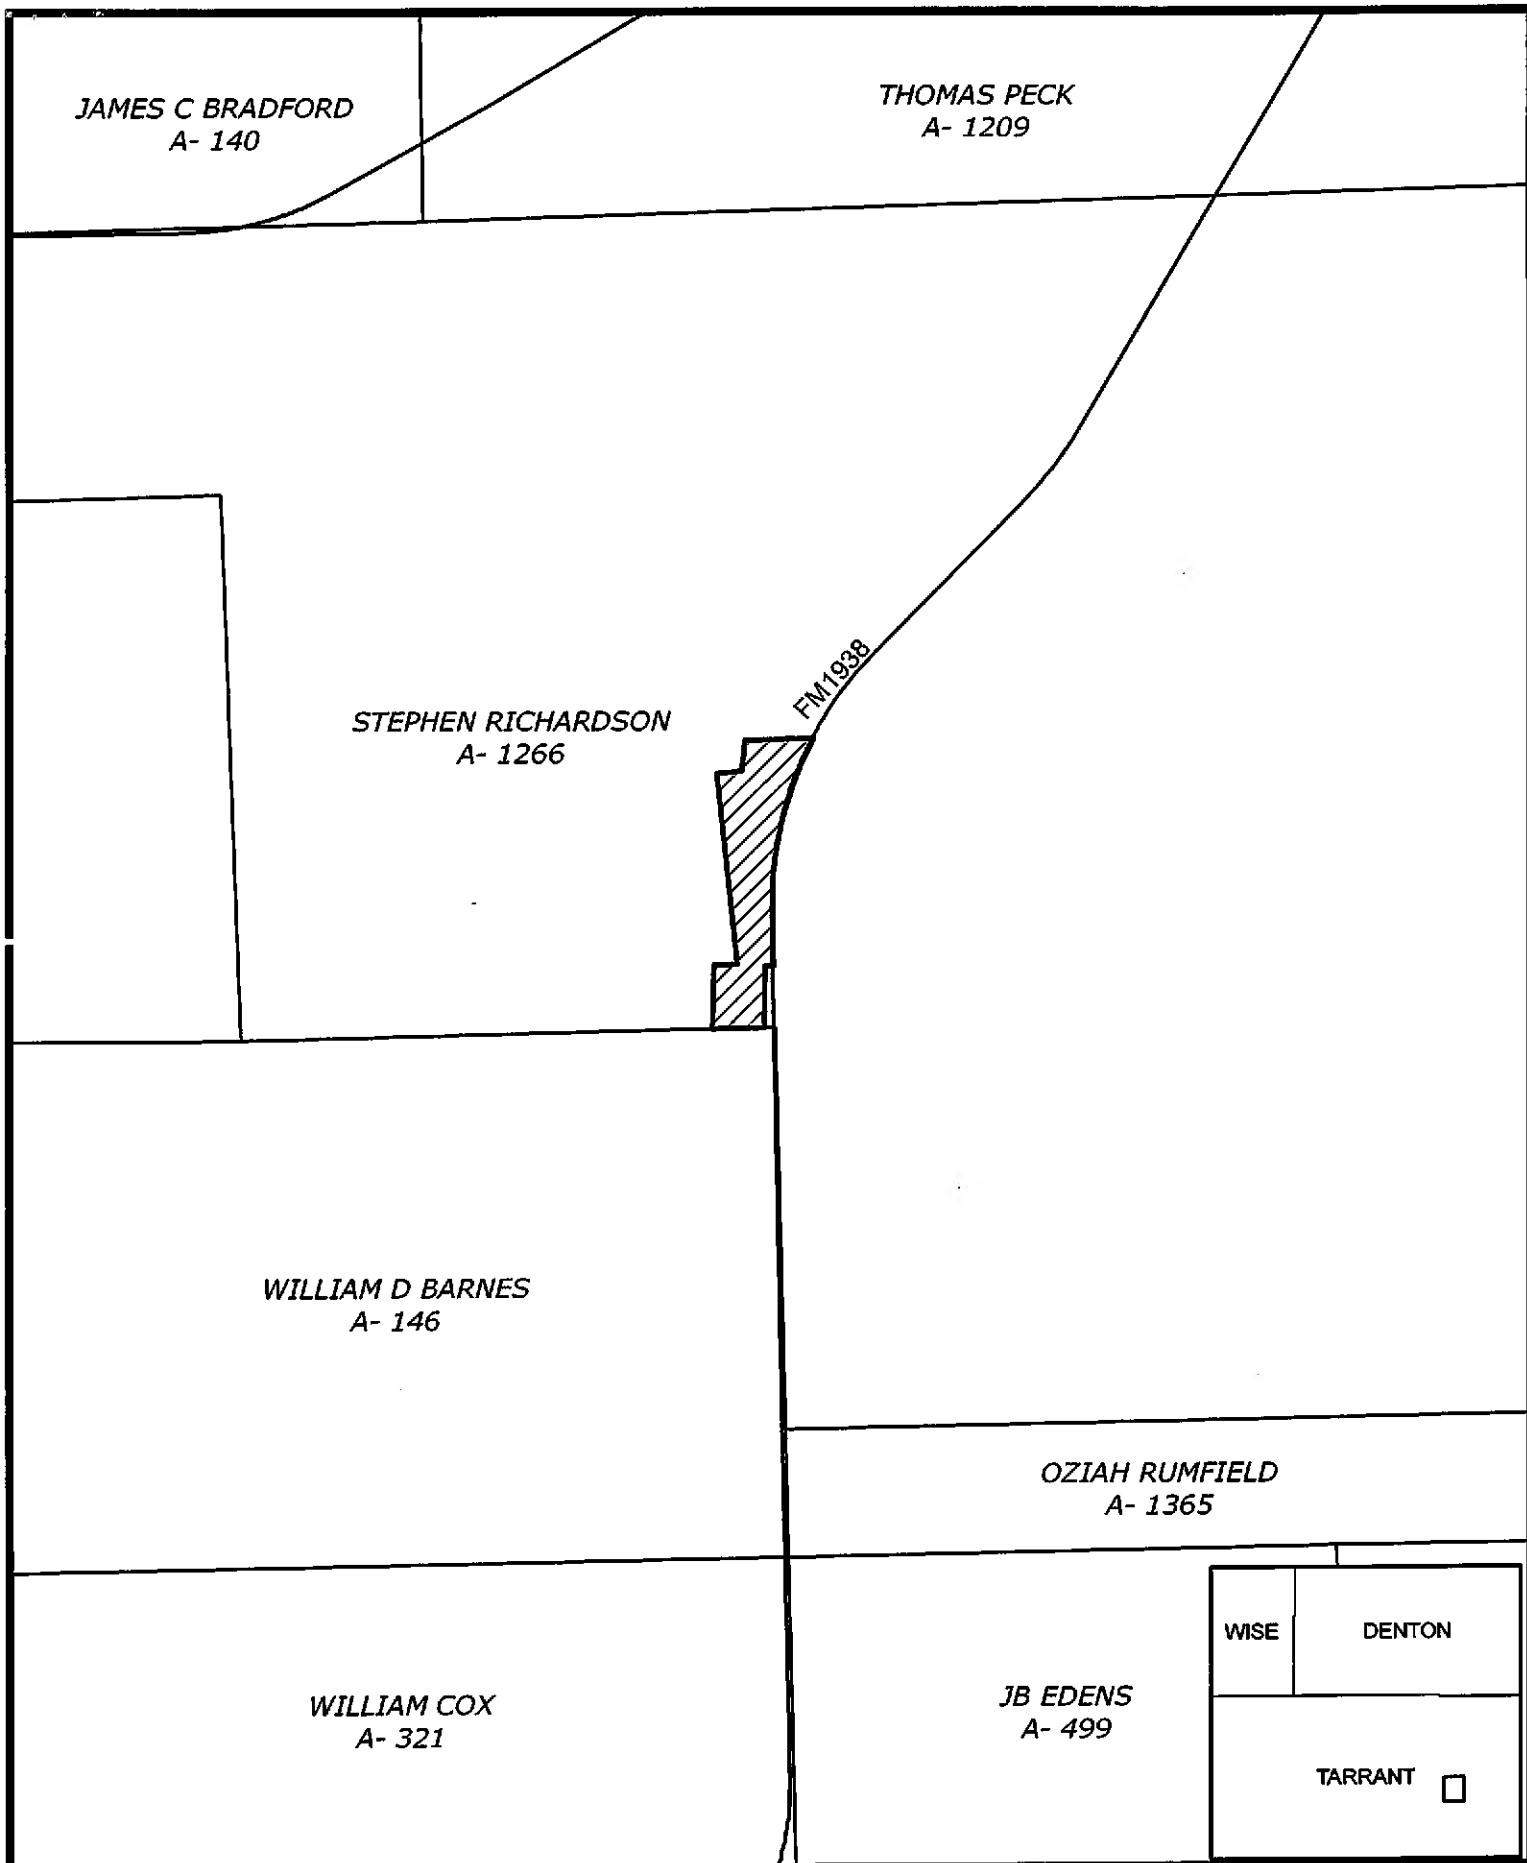 JAMES C BRADFORD
A- 140
THOMAS PECK
A- 1209
FM1938
STEPHEN RICHARDSON
A- 1266
WILLIAM D BARNES
A- 146
OZIAH RUMFIELD
A- 1365
WILLIAM COX
A- 321
JB EDENS
A- 499
WISE
DENTON
TARRANT